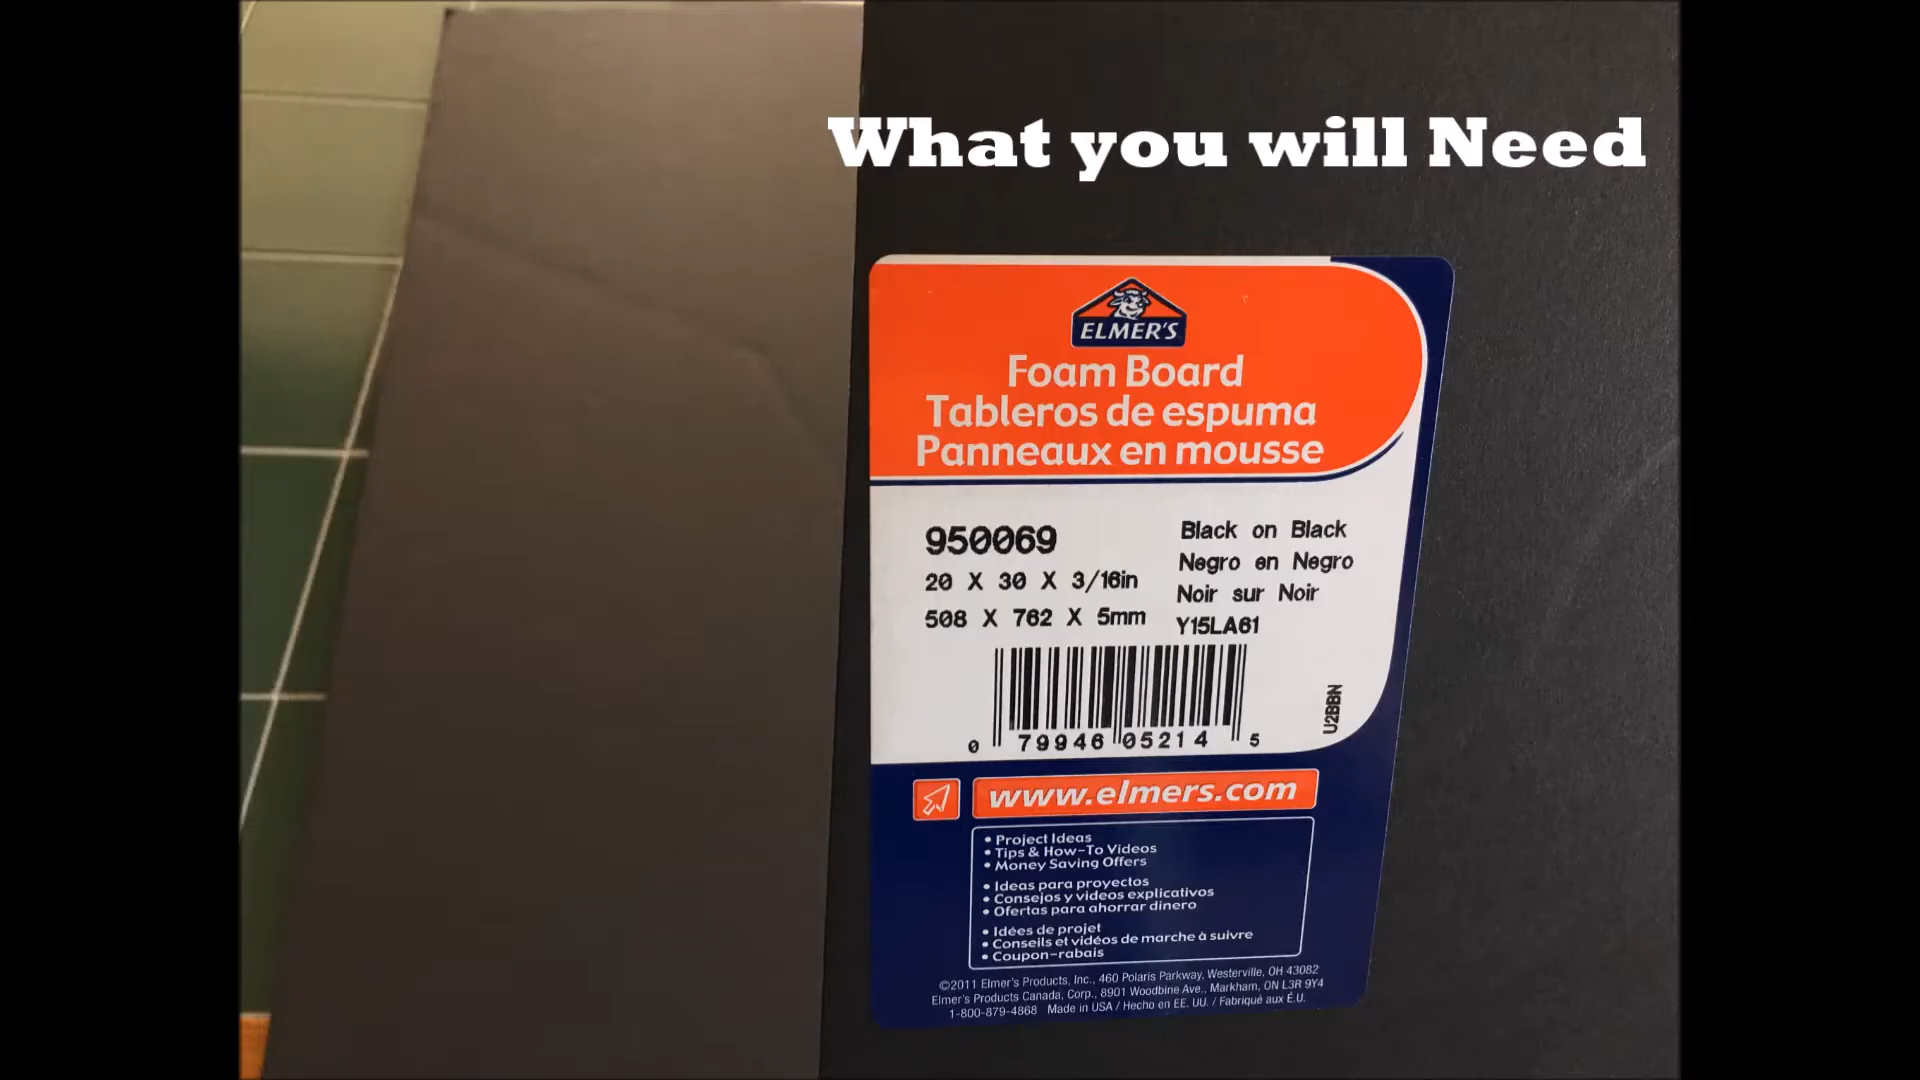 What you will Need
ELMER'S
Foam Board
Tableros de espuma
Panneaux en mousse
950069
20 X 30 X 3/16in
508 X 762 X 5mm
Black on Black
Negro en Negro
Noir sur Noir
Y15LA61
U2BBN
0 79946 05214 5
www.elmers.com
• Project Ideas
• Tips & How-To Videos
• Money Saving Offers
• Ideas para proyectos
• Consejos y videos explicativos
• Ofertas para ahorrar dinero
• Idées de projet
• Conseils et vidéos de marche à suivre
• Coupon-rabais
©2011 Elmer's Products, Inc., 460 Polaris Parkway, Westerville, OH 43082
Elmer's Products Canada, Corp., 8901 Woodbine Ave., Markham, ON L3R 9Y4
1-800-879-4868 Made in USA / Hecho en EE. UU. / Fabriqué aux É.U.